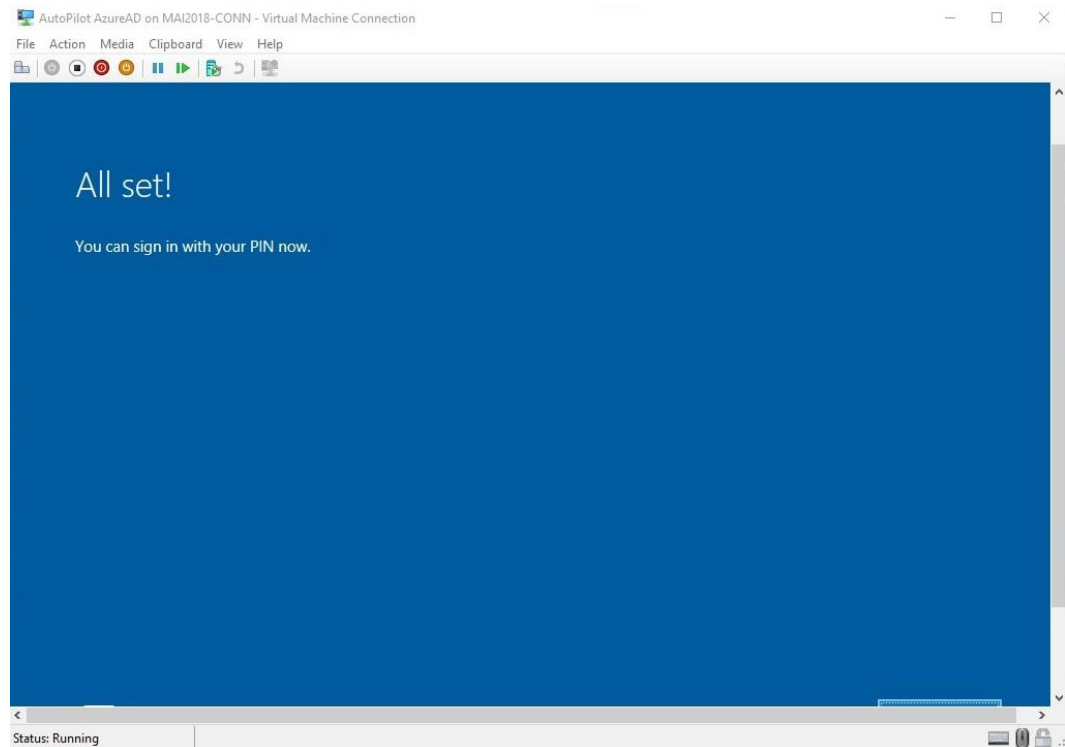 AutoPilot AzureAD on MAI2018-CONN - Virtual Machine Connection
File Action Media Clipboard View Help
All set!
You can sign in with your PIN now.
Status: Running